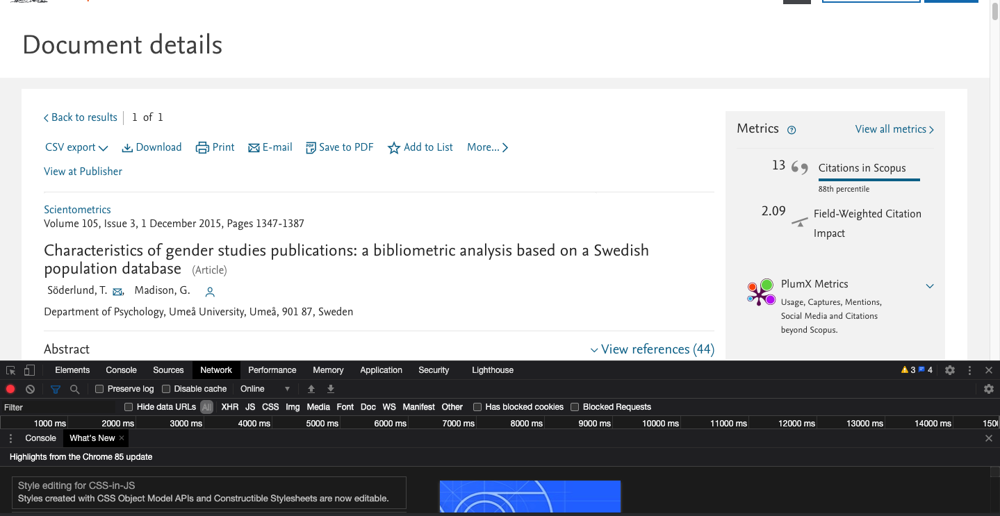 Document details
Back to results 1 of 1
CSV export Download Print E-mail Save to PDF Add to List More...
View at Publisher
Scientometrics
Volume 105, Issue 3, 1 December 2015, Pages 1347-1387
Characteristics of gender studies publications: a bibliometric analysis based on a Swedish
population database (Article)
Söderlund, T. , Madison, G.
Department of Psychology, Umeå University, Umeå, 901 87, Sweden
Abstract
View references (44)
Metrics View all metrics
13 Citations in Scopus
88th percentile
2.09 Field-Weighted Citation
Impact
PlumX Metrics
Usage, Captures, Mentions,
Social Media and Citations
beyond Scopus.
Elements Console Sources Network Performance Memory Application Security Lighthouse 3 4
Preserve log Disable cache Online
Filter Hide data URLs All XHR JS CSS Img Media Font Doc WS Manifest Other Has blocked cookies Blocked Requests
1000 ms 2000 ms 3000 ms 4000 ms 5000 ms 6000 ms 7000 ms 8000 ms 9000 ms 10000 ms 11000 ms 12000 ms 13000 ms 14000 ms
Console What's New
Highlights from the Chrome 85 update
Style editing for CSS-in-JS
Styles created with CSS Object Model APIs and Constructible Stylesheets are now editable.